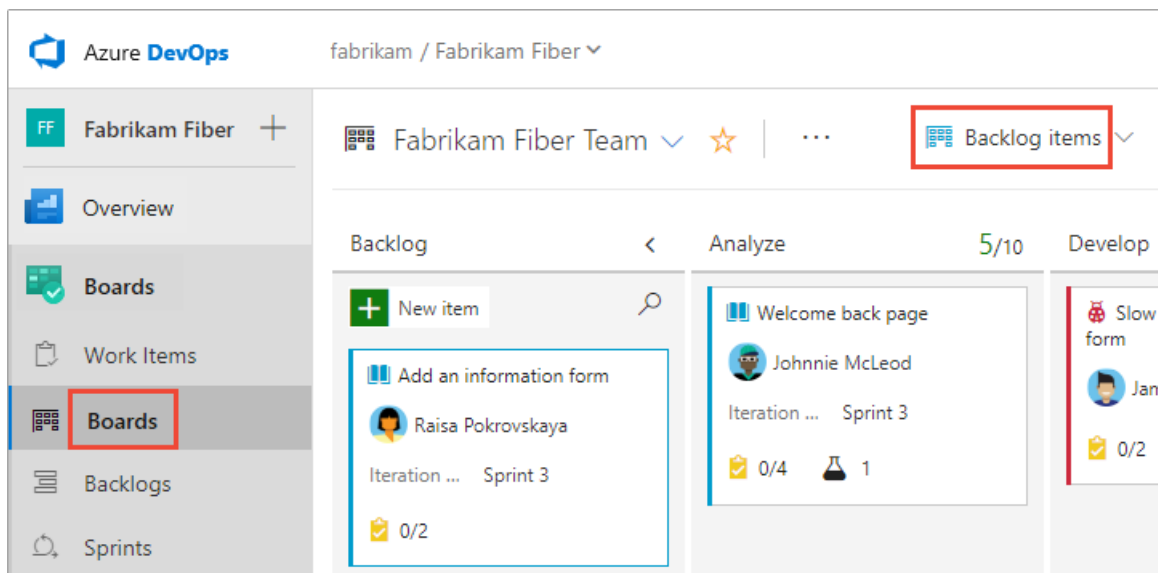 Azure DevOps
fabrikam / Fabrikam Fiber
FF
Fabrikam Fiber
Overview
Boards
Work Items
Boards
Backlogs
Sprints
Fabrikam Fiber Team
...
Backlog items
Backlog
New item
Add an information form
Raisa Pokrovskaya
Iteration ... Sprint 3
0/2
Analyze 5/10
Welcome back page
Johnnie McLeod
Iteration ... Sprint 3
0/4 1
Develop
Slow
form
Jan
0/2